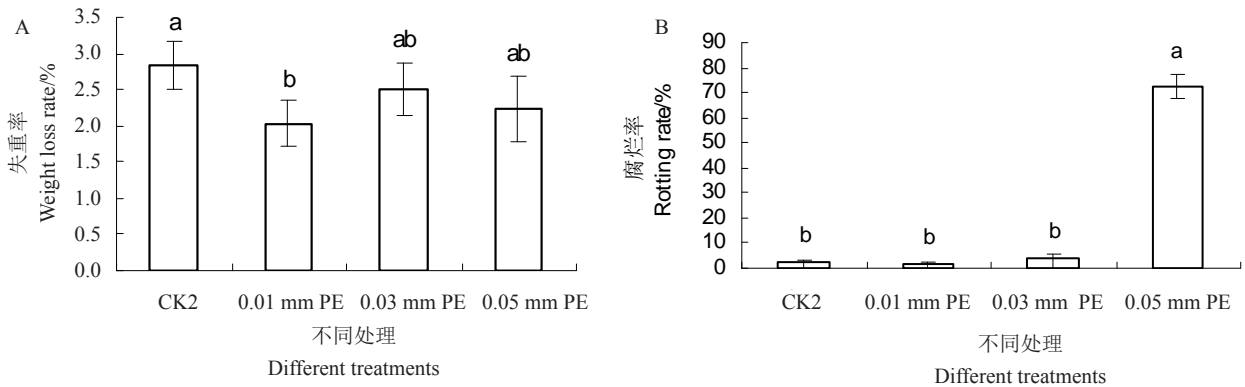 A
失重率
Weight loss rate/%
3.5
3.0
2.5
2.0
1.5
1.0
0.5
0.0
a
b
ab
ab
CK2 0.01 mm PE 0.03 mm PE 0.05 mm PE
不同处理
Different treatments
B
腐烂率
Rotting rate/%
90
80
70
60
50
40
30
20
10
0
b
b
b
a
CK2 0.01 mm PE 0.03 mm PE 0.05 mm PE
不同处理
Different treatments